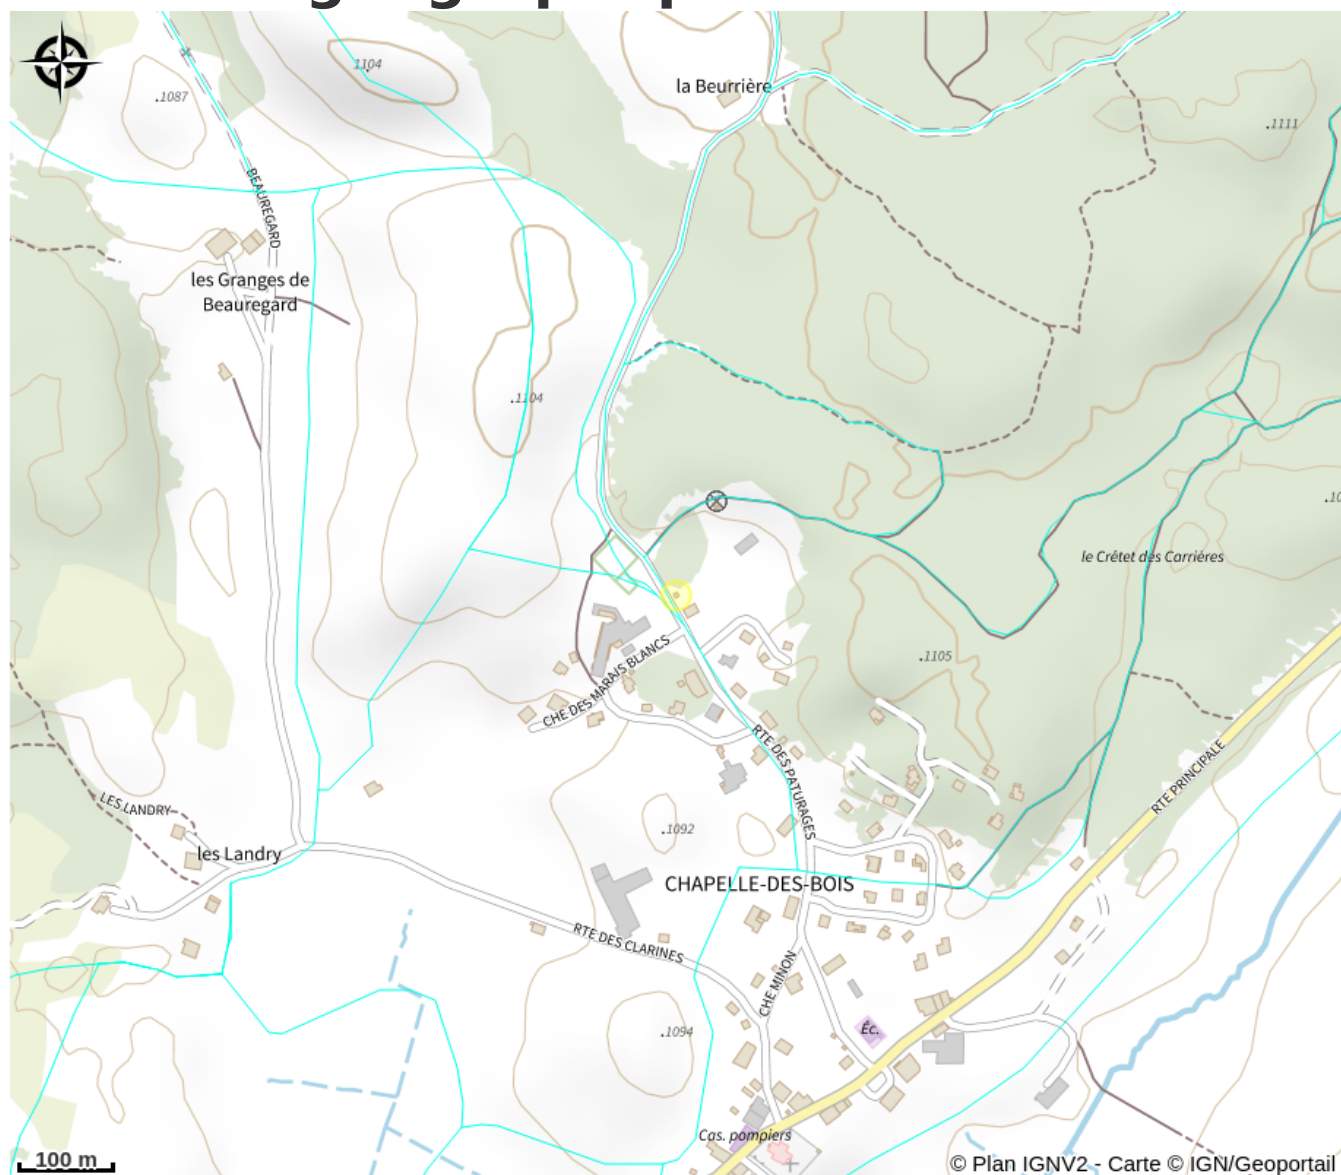 1104
.1087
la Beurrière
.1111
BEAUREGARD
les Granges de
Beauregard
.1104
le Crétet des Carrières
.1105
CHE DES MARAIS BLANCS
RTE DES PATURAGES
RTE PRINCIPALE
LES LANDRY
les Landry
.1092
CHAPELLE-DES-BOIS
RTE DES CLARINES
CHE MINON
.1094
Éc.
Cas. pompiers
100 m
© Plan IGNV2 - Carte © IGN/Geoportail